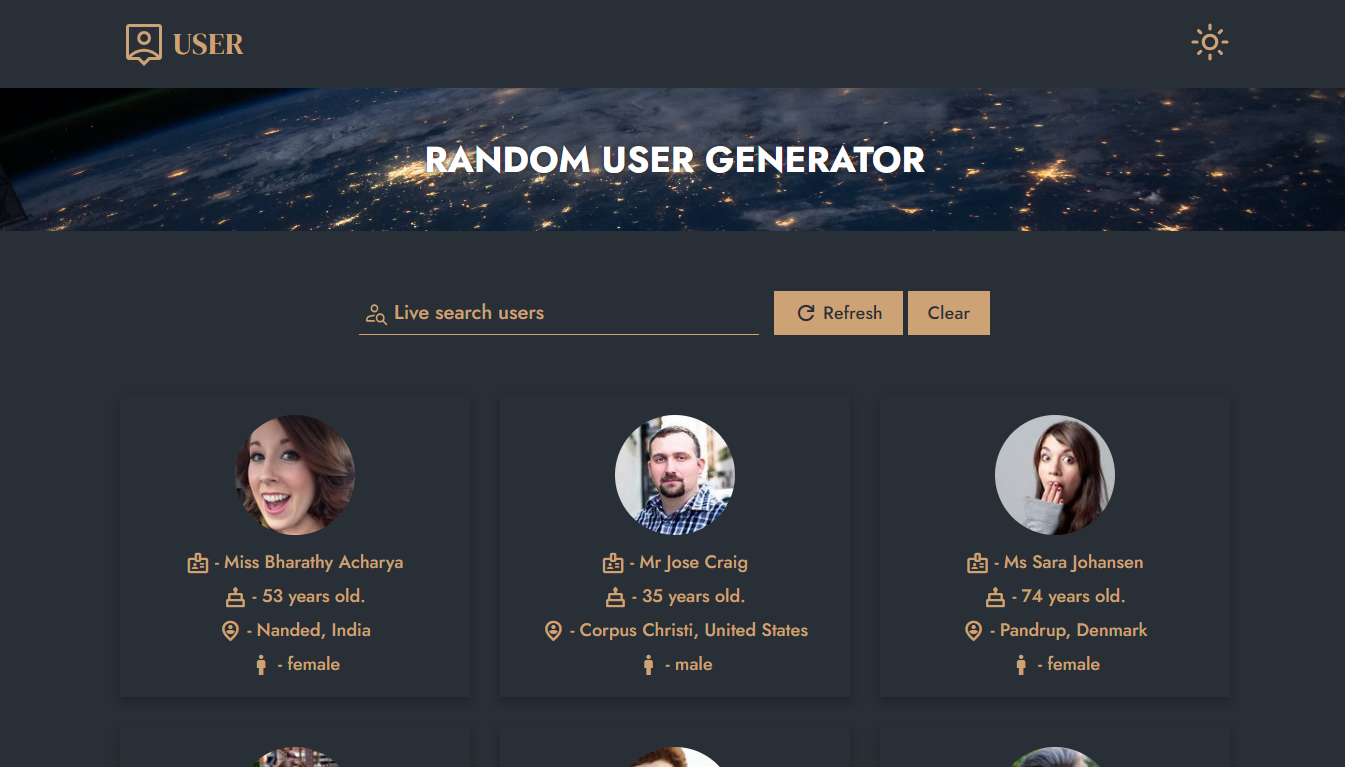 USER
RANDOM USER GENERATOR
Live search users
Refresh
Clear
- Miss Bharathy Acharya
- 53 years old.
- Nanded, India
- female
- Mr Jose Craig
- 35 years old.
- Corpus Christi, United States
- male
- Ms Sara Johansen
- 74 years old.
- Pandrup, Denmark
- female